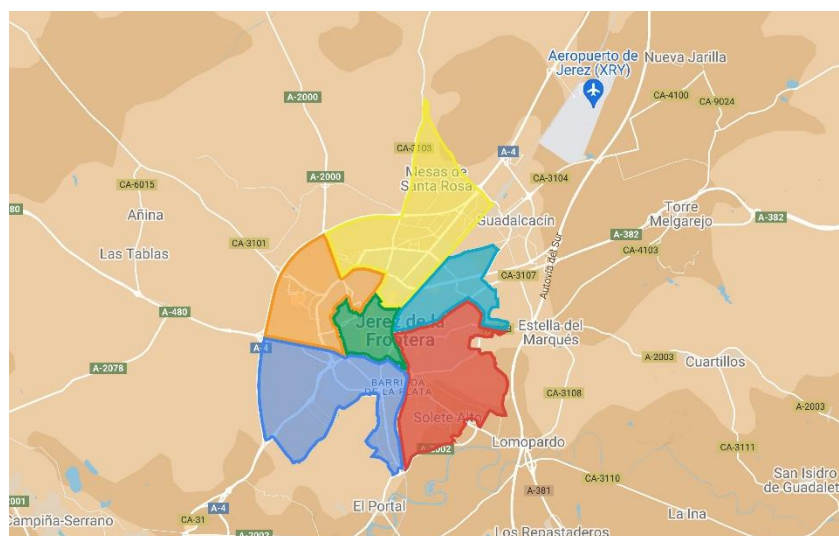 Aeropuerto de
Jerez (XRY)
Nueva Jarilla
A-2000
CA-4100
CA-9024
CA-3103
A-4
Mesas de
Santa Rosa
A-2000
CA-3104
CA-6015
Torre
Melgarejo
Añina
Guadalcacín
A-382
CA-3101
A-382
CA-4103
Las Tablas
CA-3107
Autovía del Sur
A-480
Jerez de la
Frontera
Estella del
Marqués
A-4
A-2003
Cuartillos
A-2078
BARRIADA
DE LA PLATA
CA-3108
A-2003
Solete Alto
A-2002
Lomopardo
CA-3111
CA-3110
San Isidro
de Guadalete
A-381
A-4
El Portal
La Ina
CA-31
Campiña-Serrano
A-2002
Los Repastaderos